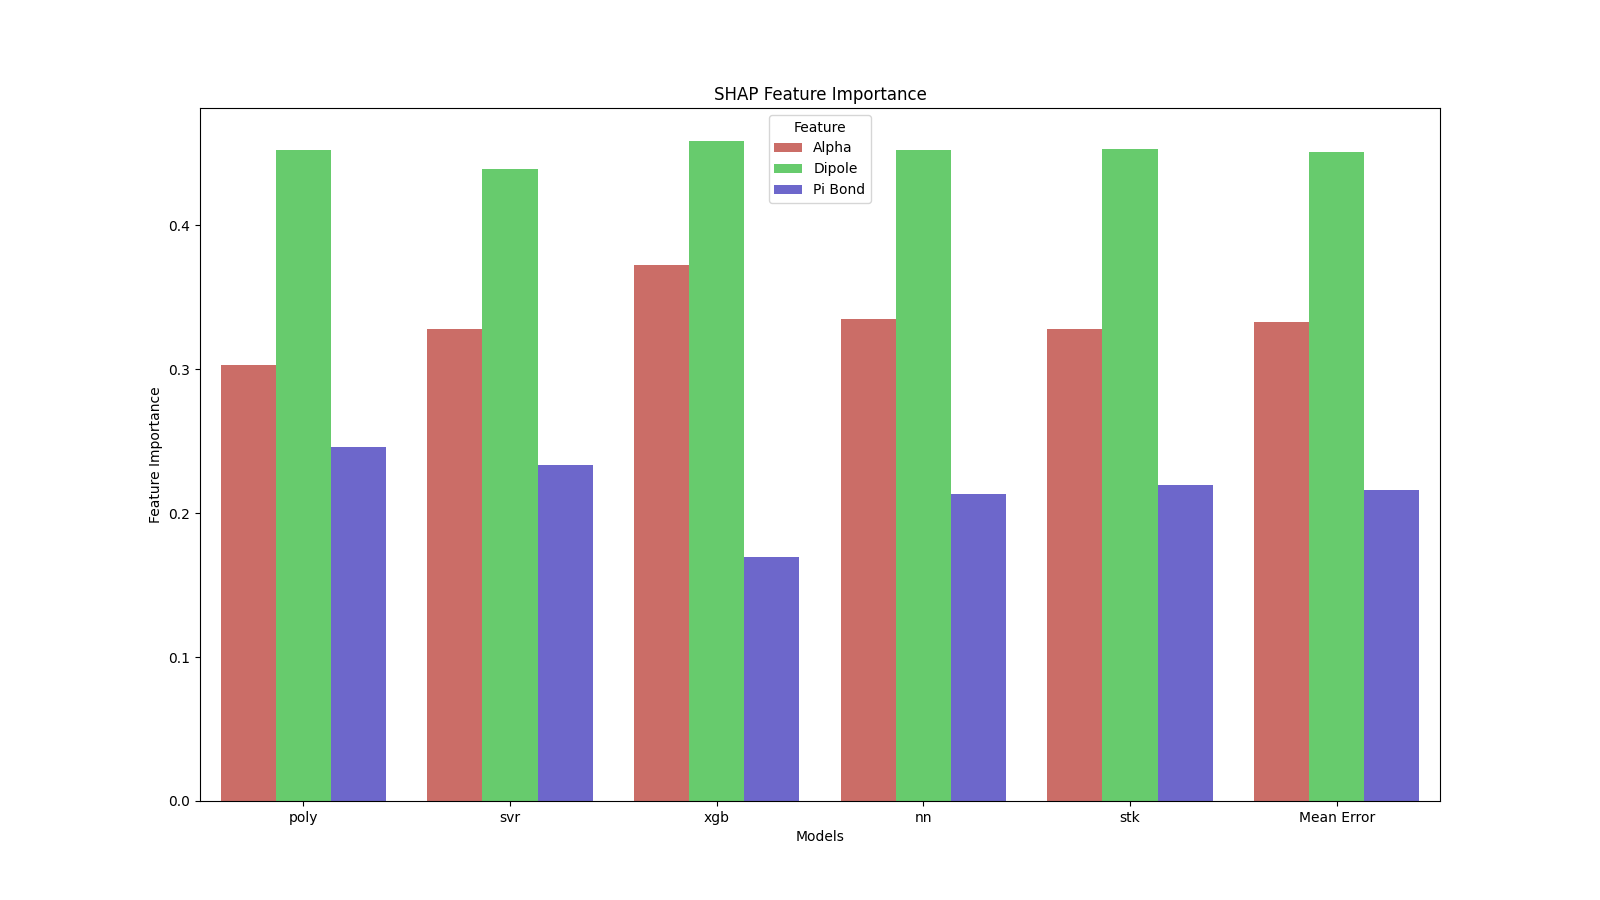 SHAP Feature Importance
Feature
Alpha
Dipole
Pi Bond
Feature Importance
0.4
0.3
0.2
0.1
0.0
poly
svr
xgb
nn
stk
Mean Error
Models